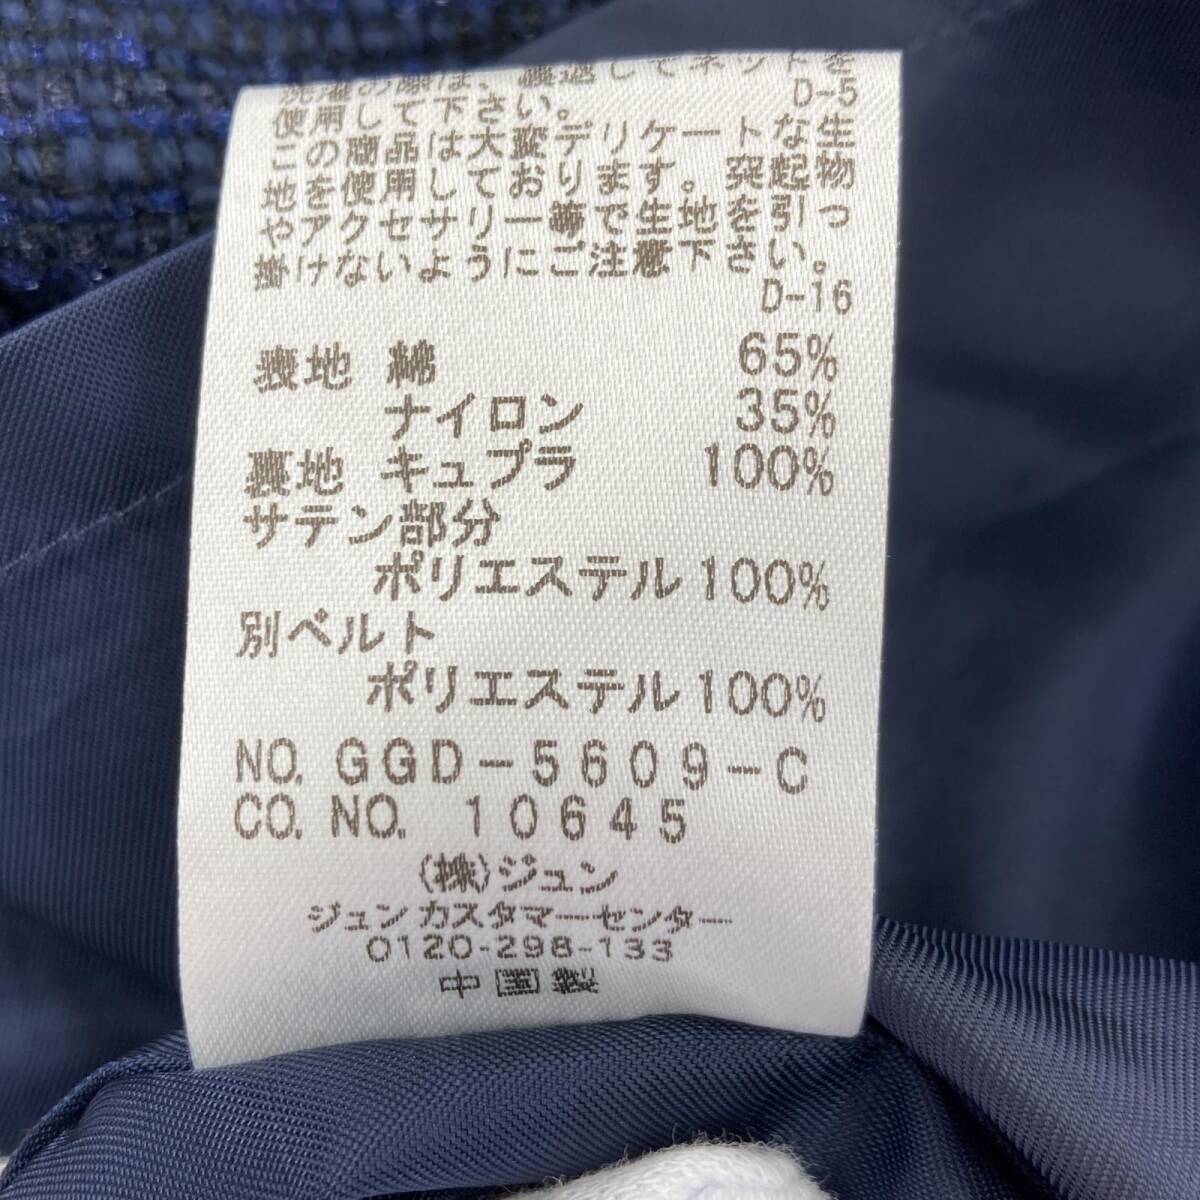 洗濯の際は、裏返してネットを
使用して下さい。 D-5
この商品は大変デリケートな生
地を使用しております。突起物
やアクセサリー等で生地を引っ
掛けないようにご注意下さい。
D-16
表地 綿 65%
ナイロン 35%
裏地 キュプラ 100%
サテン部分
ポリエステル100%
別ベルト
ポリエステル100%
NO. GGD-5609-C
CO. NO. 10645
(株)ジュン
ジュンカスタマーセンター
0120-298-133
中国製